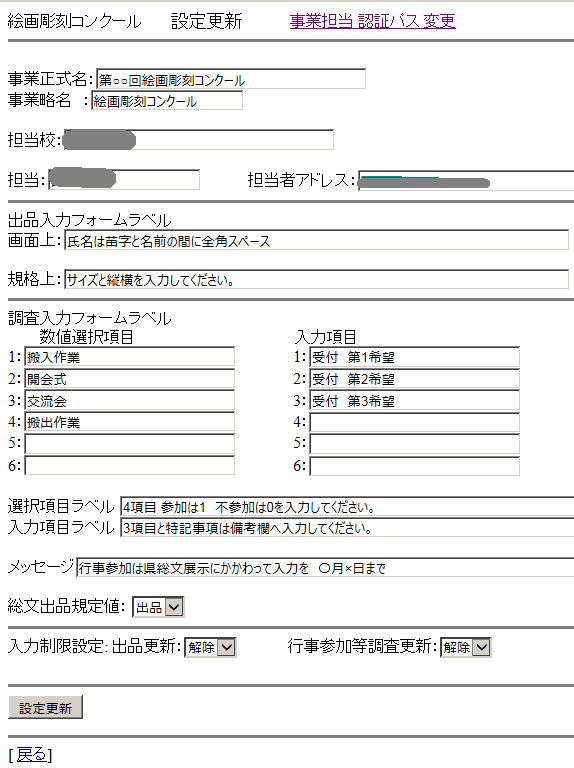 絵画彫刻コンクール 設定更新 事業担当 認証パス 変更
事業正式名: 第○○回絵画彫刻コンクール
事業略名 : 絵画彫刻コンクール
担当校:
担当: 担当者アドレス:
出品入力フォームラベル
画面上: 氏名は苗字と名前の間に全角スペース
規格上: サイズと縦横を入力してください。
調査入力フォームラベル
数値選択項目 入力項目
1: 搬入作業 1: 受付 第1希望
2: 開会式 2: 受付 第2希望
3: 交流会 3: 受付 第3希望
4: 搬出作業 4:
5: 5:
6: 6:
選択項目ラベル 4項目 参加は1 不参加は0を入力してください。
入力項目ラベル 3項目と特記事項は備考欄へ入力してください。
メッセージ 行事参加は県総文展示にかかわって入力を 〇月×日まで
総文出品規定値: 出品
入力制限設定: 出品更新: 解除 行事参加等調査更新: 解除
設定更新
[戻る]